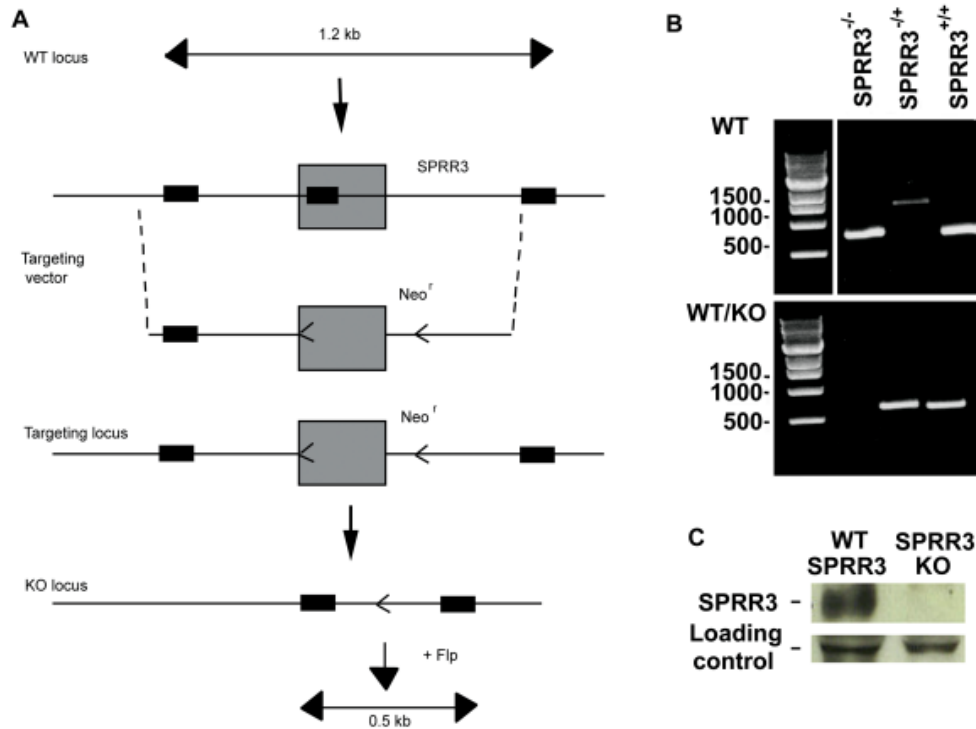 A
1.2 kb
WT locus
SPRR3
Targeting
vector
Neo r
Targeting locus
Neo r
KO locus
+ Flp
0.5 kb
B
SPRR3 -/-
SPRR3 -/+
SPRR3 +/+
WT
1500-
1000-
500-
WT/KO
1500-
1000-
500-
C
WT
SPRR3
SPRR3
KO
SPRR3 –
Loading
control –